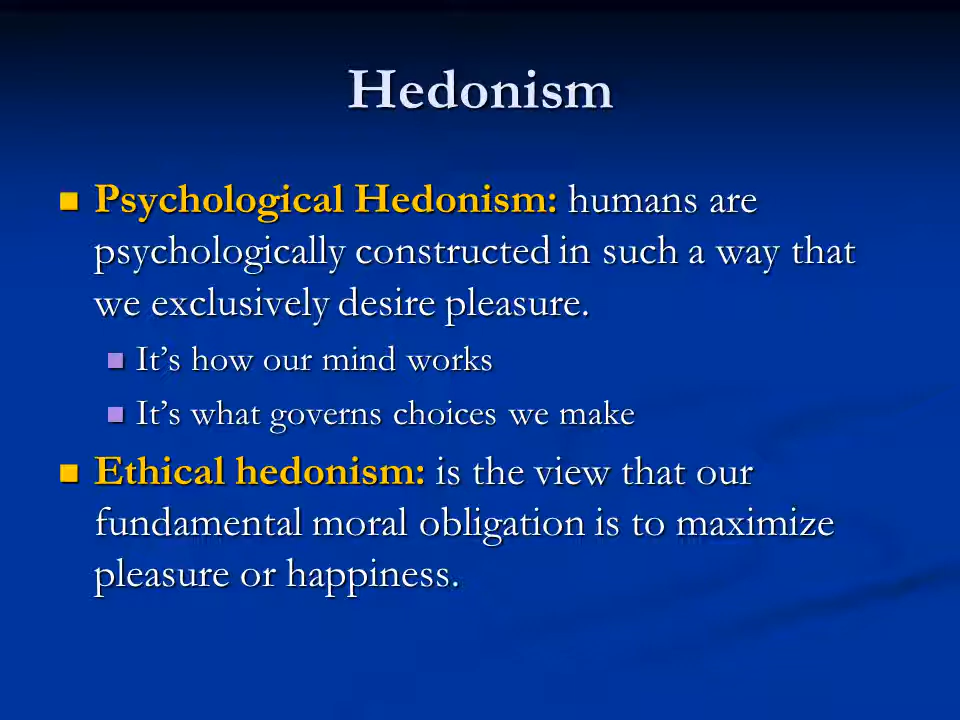 Hedonism
Psychological Hedonism: humans are
psychologically constructed in such a way that
we exclusively desire pleasure.
It’s how our mind works
It’s what governs choices we make
Ethical hedonism: is the view that our
fundamental moral obligation is to maximize
pleasure or happiness.